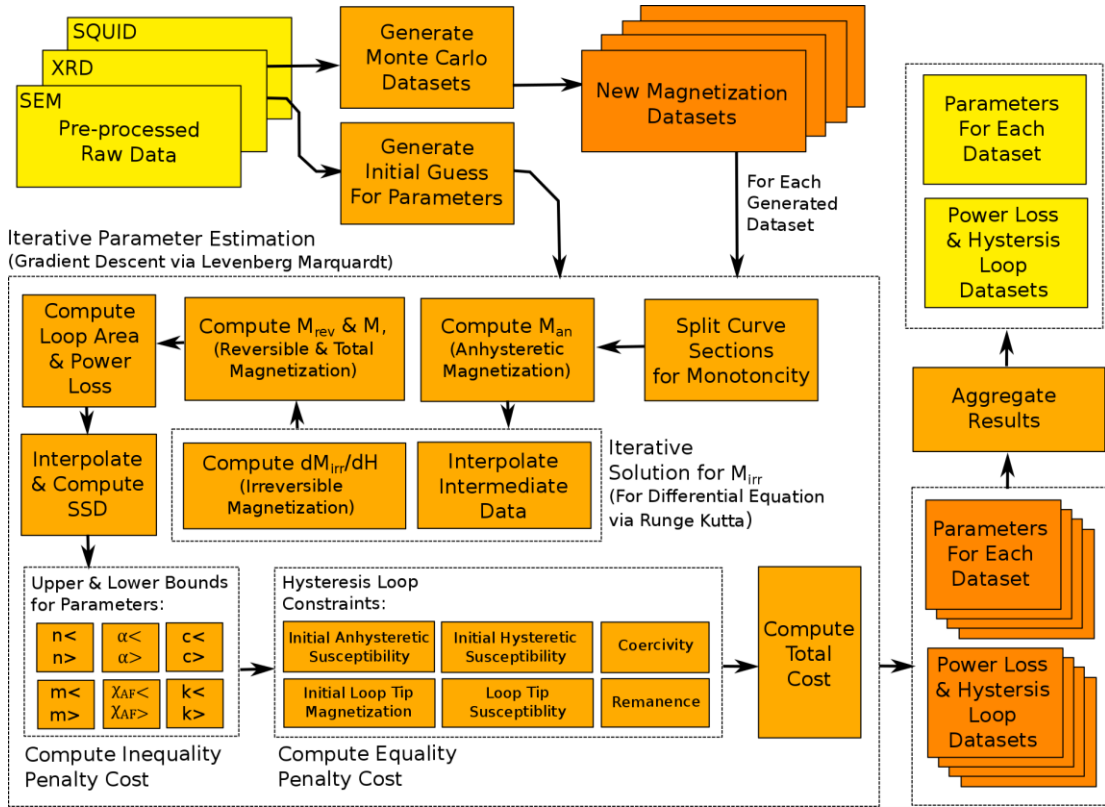 SQUID
XRD
SEM
Pre-processed
Raw Data
Generate
Monte Carlo
Datasets
New Magnetization
Datasets
Generate
Initial Guess
For Parameters
For Each
Generated
Dataset
Parameters
For Each
Dataset
Power Loss
& Hystersis
Loop
Datasets
Iterative Parameter Estimation
(Gradient Descent via Levenberg Marquardt)
Compute
Loop Area
& Power
Loss
Compute Mrev & M,
(Reversible & Total
Magnetization)
Compute Man
(Anhysteretic
Magnetization)
Split Curve
Sections
for Monotoncity
Aggregate
Results
Interpolate
& Compute
SSD
Compute dMirr/dH
(Irreversible
Magnetization)
Interpolate
Intermediate
Data
Iterative
Solution for Mirr
(For Differential Equation
via Runge Kutta)
Upper & Lower Bounds
for Parameters:
n<
n>
α<
α>
c<
c>
m<
m>
χAF<
χAF>
k<
k>
Compute Inequality
Penalty Cost
Hysteresis Loop
Constraints:
Initial Anhysteretic
Susceptibility
Initial Hysteretic
Susceptibility
Coercivity
Initial Loop Tip
Magnetization
Loop Tip
Susceptiblity
Remanence
Compute Equality
Penalty Cost
Compute
Total
Cost
Parameters
For Each
Dataset
Power Loss
& Hystersis
Loop
Datasets